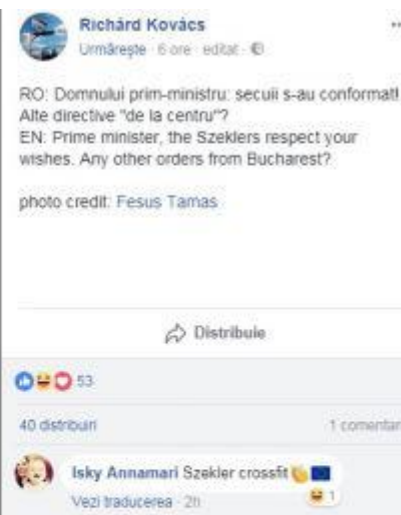 Richárd Kovács
Urmărește · 6 ore · editat ·
RO: Domnului prim-ministru: secuii s-au conformat!
Alte directive "de la centru"?
EN: Prime minister, the Szeklers respect your
wishes. Any other orders from Bucharest?
photo credit: Fesus Tamas
Distribuie
53
40 distribuiri
1 comentar
Isky Annamari Szekler crossfit
Vezi traducerea · 2h
1